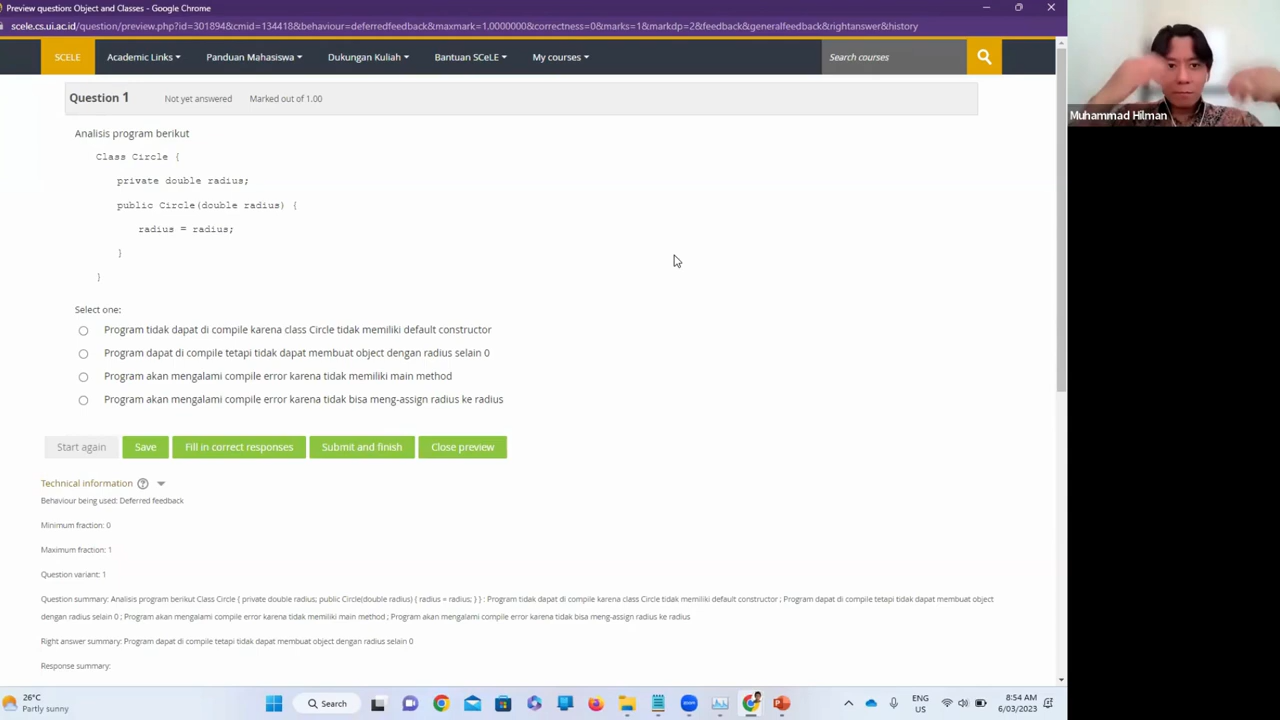 Preview question: Object and Classes - Google Chrome
scele.cs.ui.ac.id/question/preview.php?id=301894&cmid=134418&behaviour=deferredfeedback&maxmark=1,0000000&correctness=0&marks=1&markdp=2&feedback&generalfeedback&rightanswer&history
SCELE Academic Links Panduan Mahasiswa Dukungan Kuliah Bantuan SCeLE My courses Search courses
Muhammad Hilman
Question 1 Not yet answered Marked out of 1.00
Analisis program berikut
Class Circle {
private double radius;
public Circle(double radius) {
radius = radius;
}
}
Select one:
Program tidak dapat di compile karena class Circle tidak memiliki default constructor
Program dapat di compile tetapi tidak dapat membuat object dengan radius selain 0
Program akan mengalami compile error karena tidak memiliki main method
Program akan mengalami compile error karena tidak bisa meng-assign radius ke radius
Start again Save Fill in correct responses Submit and finish Close preview
Technical information
Behaviour being used: Deferred feedback
Minimum fraction: 0
Maximum fraction: 1
Question variant: 1
Question summary: Analisis program berikut Class Circle { private double radius; public Circle(double radius) { radius = radius; } } : Program tidak dapat di compile karena class Circle tidak memiliki default constructor ; Program dapat di compile tetapi tidak dapat membuat object
dengan radius selain 0 ; Program akan mengalami compile error karena tidak memiliki main method ; Program akan mengalami compile error karena tidak bisa meng-assign radius ke radius
Right answer summary: Program dapat di compile tetapi tidak dapat membuat object dengan radius selain 0
Response summary:
26°C
Partly sunny
Search
ENG
US
8:54 AM
6/03/2023